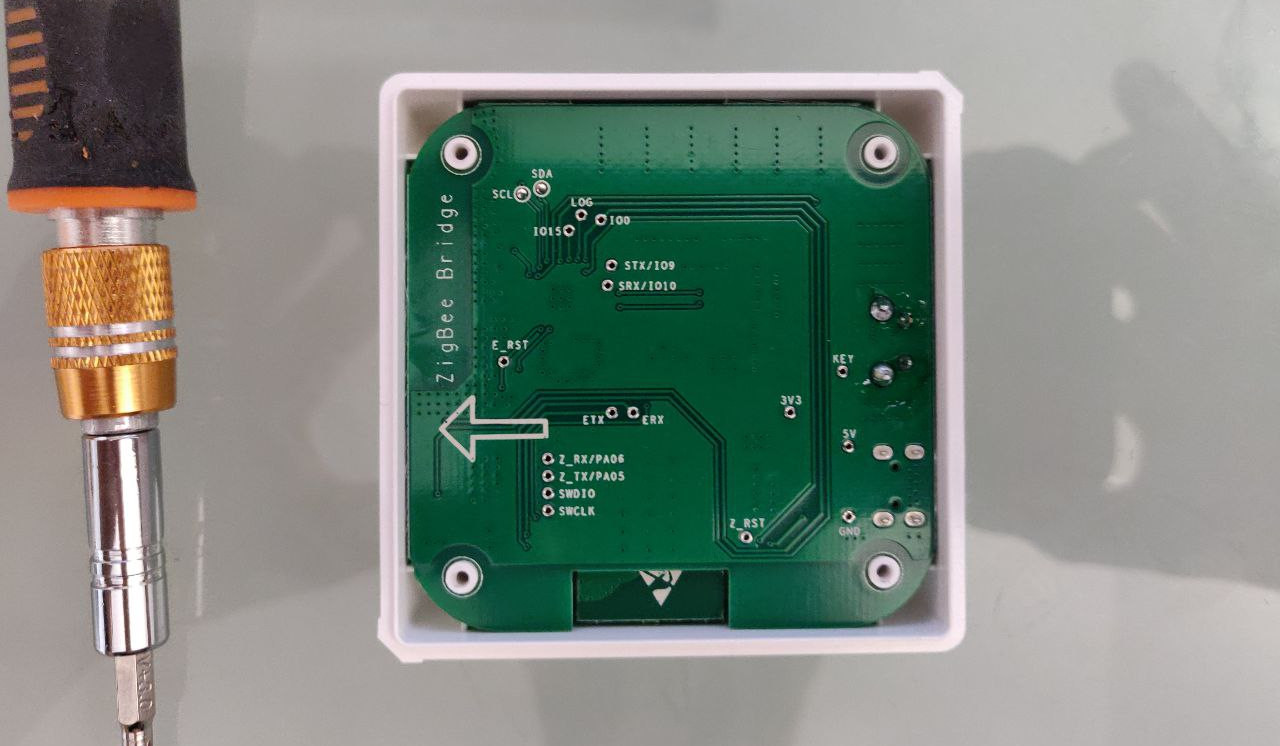 SDA
SCL
LOG
IO0
IO15
STX/IO9
SRX/IO10
ZigBee Bridge
E_RST
KEY
3V3
ETX
ERX
5V
Z_RX/PA06
Z_TX/PA05
SWDIO
SWCLK
Z_RST
GND